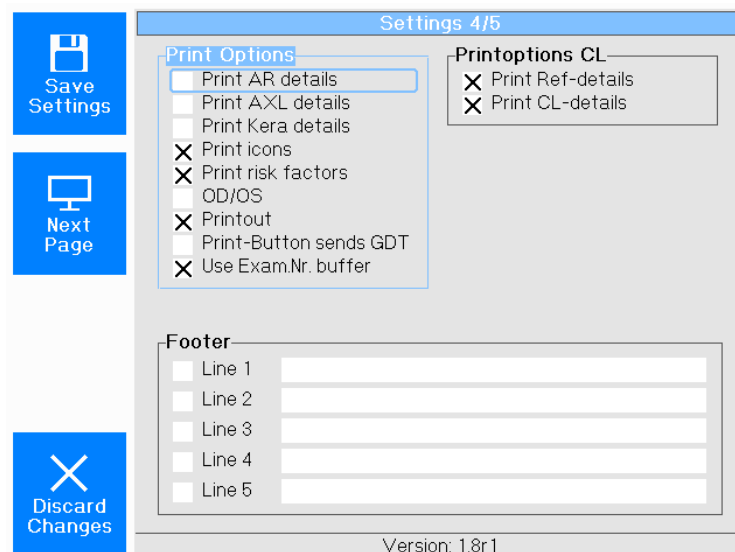 Settings 4/5
Save
Settings
Next
Page
Discard
Changes
Print Options
Print AR details
Print AXL details
Print Kera details
Print icons
Print risk factors
OD/OS
Printout
Print-Button sends GDT
Use Exam.Nr. buffer
Printoptions CL
Print Ref-details
Print CL-details
Footer
Line 1
Line 2
Line 3
Line 4
Line 5
Version: 1.8r1